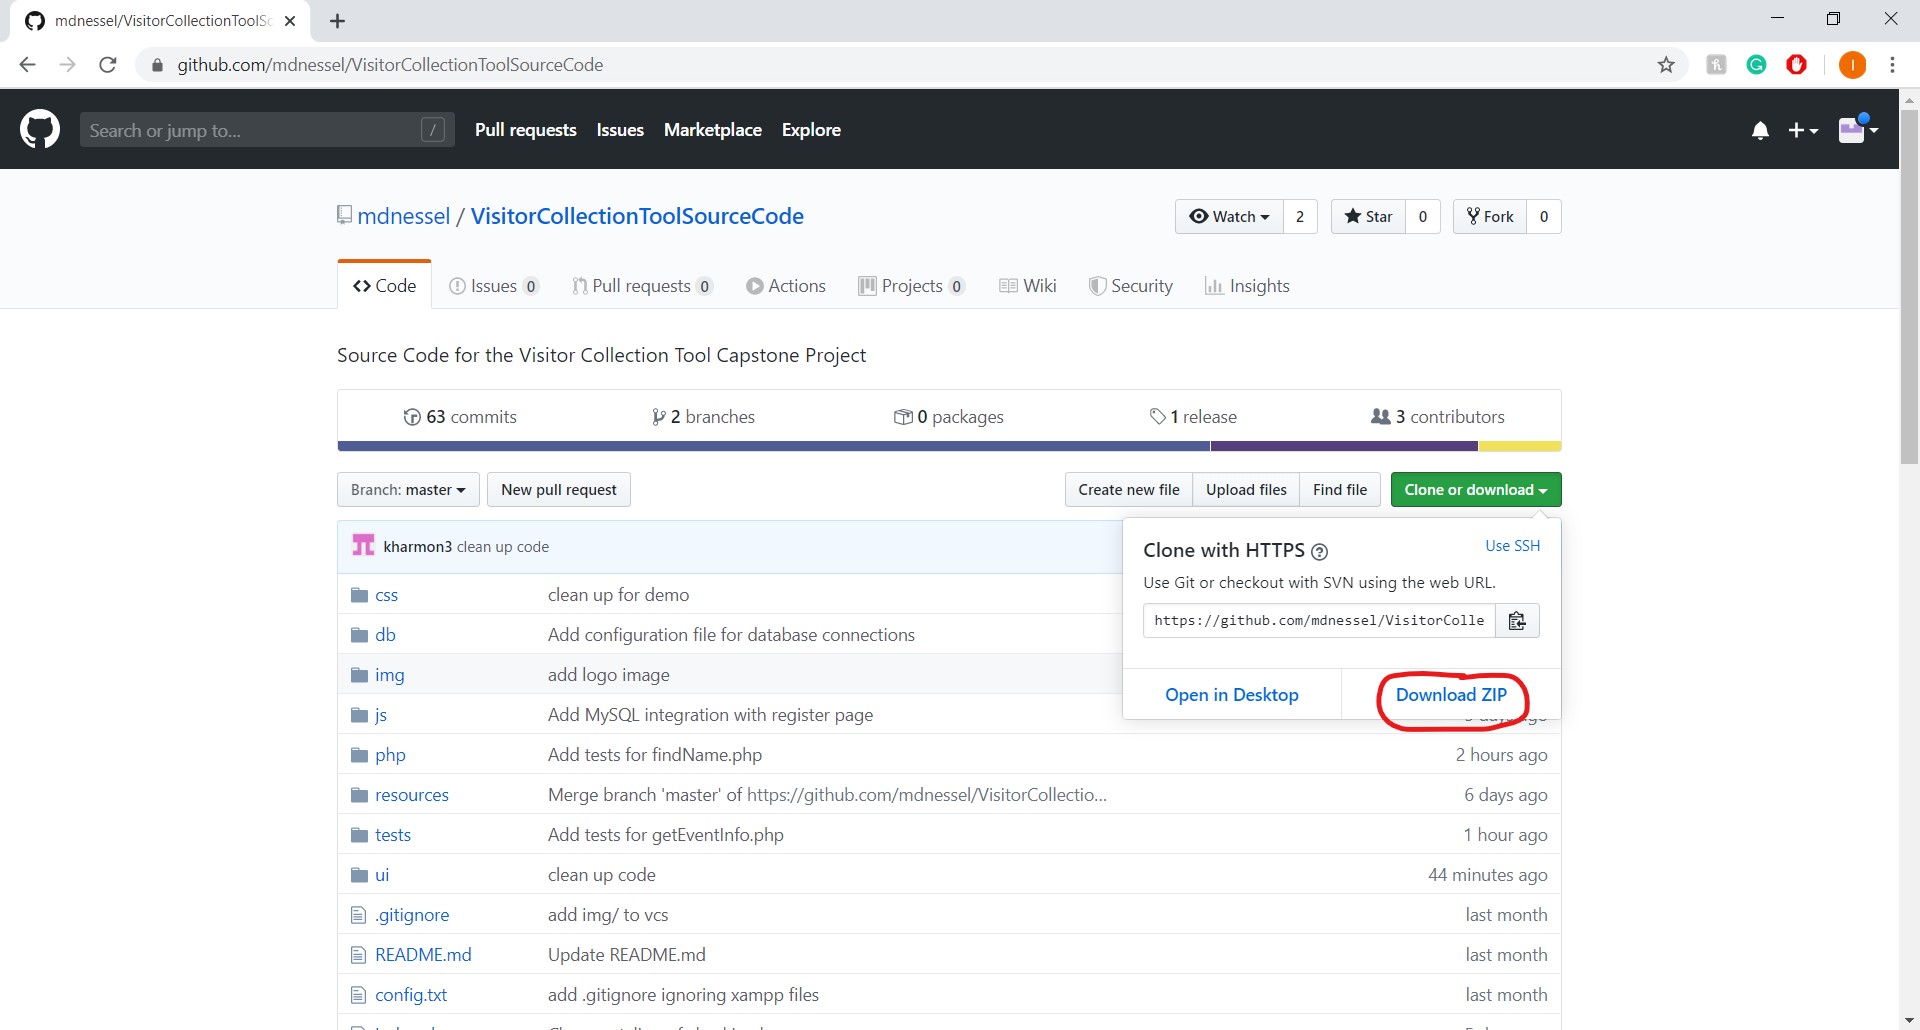 mdnessel/VisitorCollectionToolSc
github.com/mdnessel/VisitorCollectionToolSourceCode
I
Search or jump to...
/
Pull requests Issues Marketplace Explore
mdnessel / VisitorCollectionToolSourceCode
Watch 2 Star 0 Fork 0
Code Issues 0 Pull requests 0 Actions Projects 0 Wiki Security Insights
Source Code for the Visitor Collection Tool Capstone Project
63 commits 2 branches 0 packages 1 release 3 contributors
Branch: master New pull request Create new file Upload files Find file Clone or download
kharmon3 clean up code
Clone with HTTPS ? Use SSH
Use Git or checkout with SVN using the web URL.
https://github.com/mdnessel/VisitorColle
Open in Desktop Download ZIP
css clean up for demo
db Add configuration file for database connections
img add logo image
js Add MySQL integration with register page
php Add tests for findName.php 2 hours ago
resources Merge branch 'master' of https://github.com/mdnessel/VisitorCollectio... 6 days ago
tests Add tests for getEventInfo.php 1 hour ago
ui clean up code 44 minutes ago
.gitignore add img/ to vcs last month
README.md Update README.md last month
config.txt add .gitignore ignoring xampp files last month